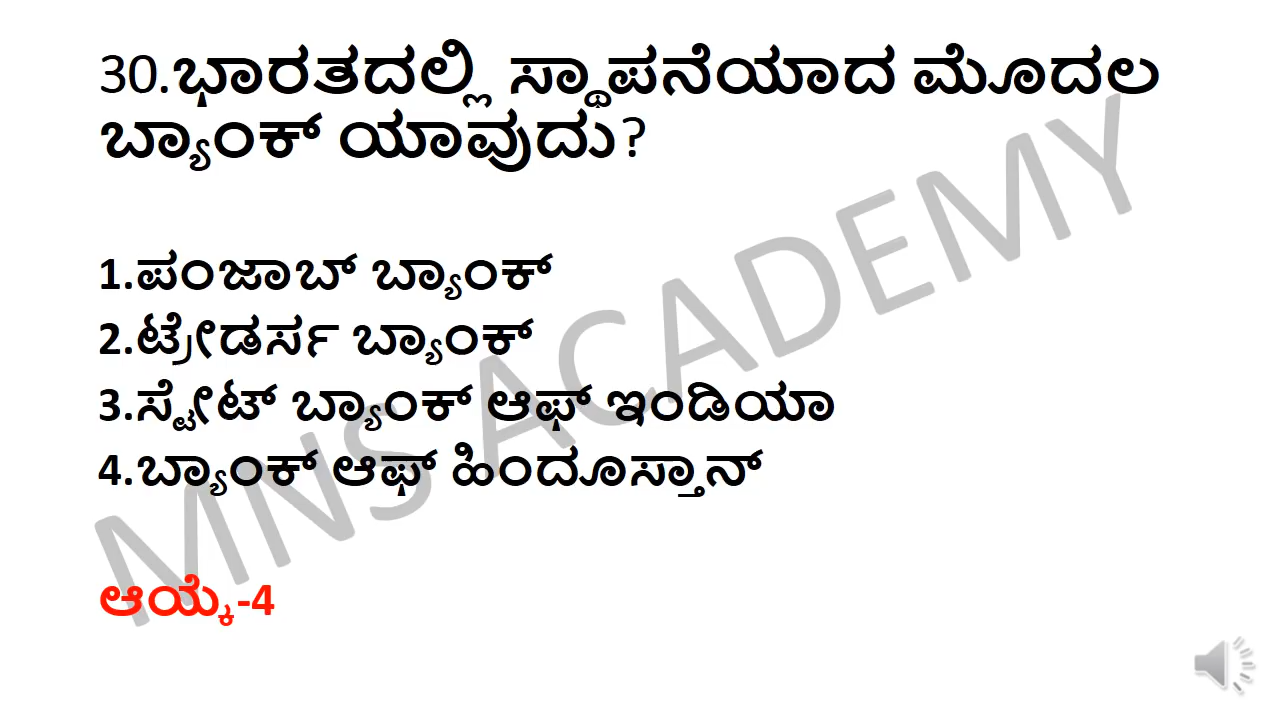 30.ಭಾರತದಲ್ಲಿ ಸ್ಥಾಪನೆಯಾದ ಮೊದಲ
ಬ್ಯಾಂಕ್ ಯಾವುದು?
1.ಪಂಜಾಬ್ ಬ್ಯಾಂಕ್
2.ಟ್ರೇಡರ್ಸ ಬ್ಯಾಂಕ್
3.ಸ್ಟೇಟ್ ಬ್ಯಾಂಕ್ ಆಫ್ ಇಂಡಿಯಾ
4.ಬ್ಯಾಂಕ್ ಆಫ್ ಹಿಂದೂಸ್ತಾನ್
ಆಯ್ಕೆ-4
MNS ACADEMY